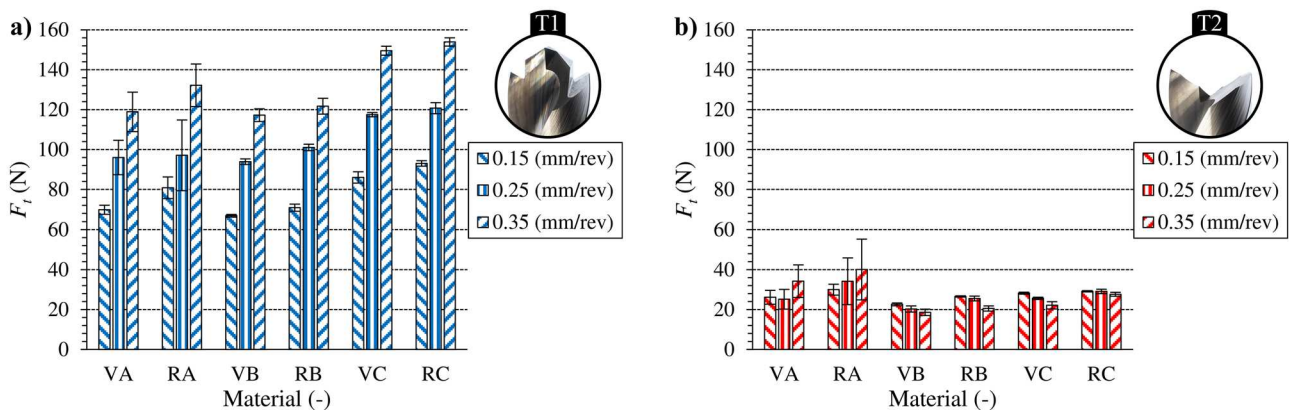 a)
T1
160
140
120
100
80
60
40
20
0
F_t (N)
VA RA VB RB VC RC
Material (-)
0.15 (mm/rev)
0.25 (mm/rev)
0.35 (mm/rev)
b)
T2
160
140
120
100
80
60
40
20
0
F_t (N)
VA RA VB RB VC RC
Material (-)
0.15 (mm/rev)
0.25 (mm/rev)
0.35 (mm/rev)